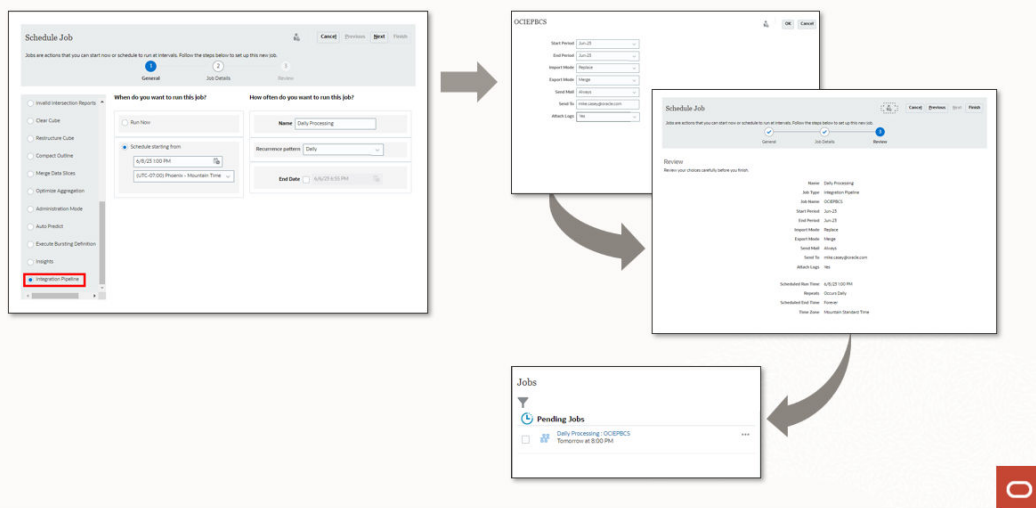 Schedule Job
Cancel Previous Next Finish
Jobs are actions that you can start now or schedule to run at intervals. Follow the steps below to set up this new job.
1 2 3
General Job Details Review
Invalid Intersection Reports
Clear Cube
Restructure Cube
Compact Outline
Merge Data Slices
Optimize Aggregation
Administration Mode
Auto Predict
Execute Bursting Definition
Insights
Integration Pipeline
When do you want to run this job?
Run Now
Schedule starting from
6/8/23 1:00 PM
(UTC-07:00) Phoenix - Mountain Time
How often do you want to run this job?
Name Daily Processing
Recurrence pattern Daily
End Date 6/6/23 6:55 PM
OCIEPBCS
OK Cancel
Start Period Jun-23
End Period Jun-23
Import Mode Replace
Export Mode Merge
Send Mail Always
Send To
Attach Logs Yes
Schedule Job
Cancel Previous Next Finish
Jobs are actions that you can start now or schedule to run at intervals. Follow the steps below to set up this new job.
3
General Job Details Review
Review
Review your choices carefully before you finish.
Name Daily Processing
Job Type Integration Pipeline
Job Name OCIEPBCS
Start Period Jun-23
End Period Jun-23
Import Mode Replace
Export Mode Merge
Send Mail Always
Send To
Attach Logs Yes
Scheduled Run Time 6/8/23 1:00 PM
Repeats Occurs Daily
Scheduled End Time Forever
Time Zone Mountain Standard Time
Jobs
Pending Jobs
Daily Processing : OCIEPBCS
Tomorrow at 8:00 PM